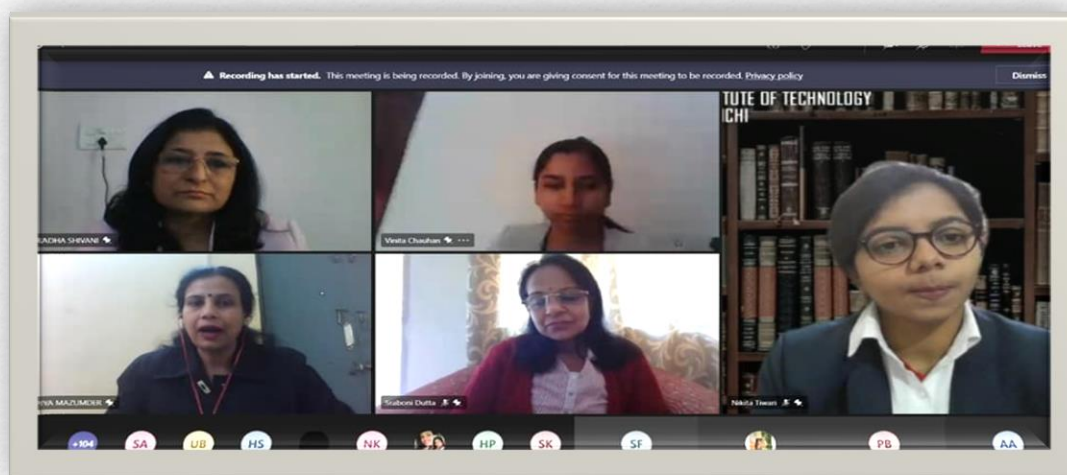 Recording has started. This meeting is being recorded. By joining, you are giving consent for this meeting to be recorded. Privacy policy
Dismiss
TUTE OF TECHNOLOGY
ICHI
RADHA SHIVANI
Vinita Chauhan
YA MAZUMDER
Sraboni Dutta
Nikita Tiwari
+104
SA
UB
HS
NK
HP
SK
SF
PB
AA